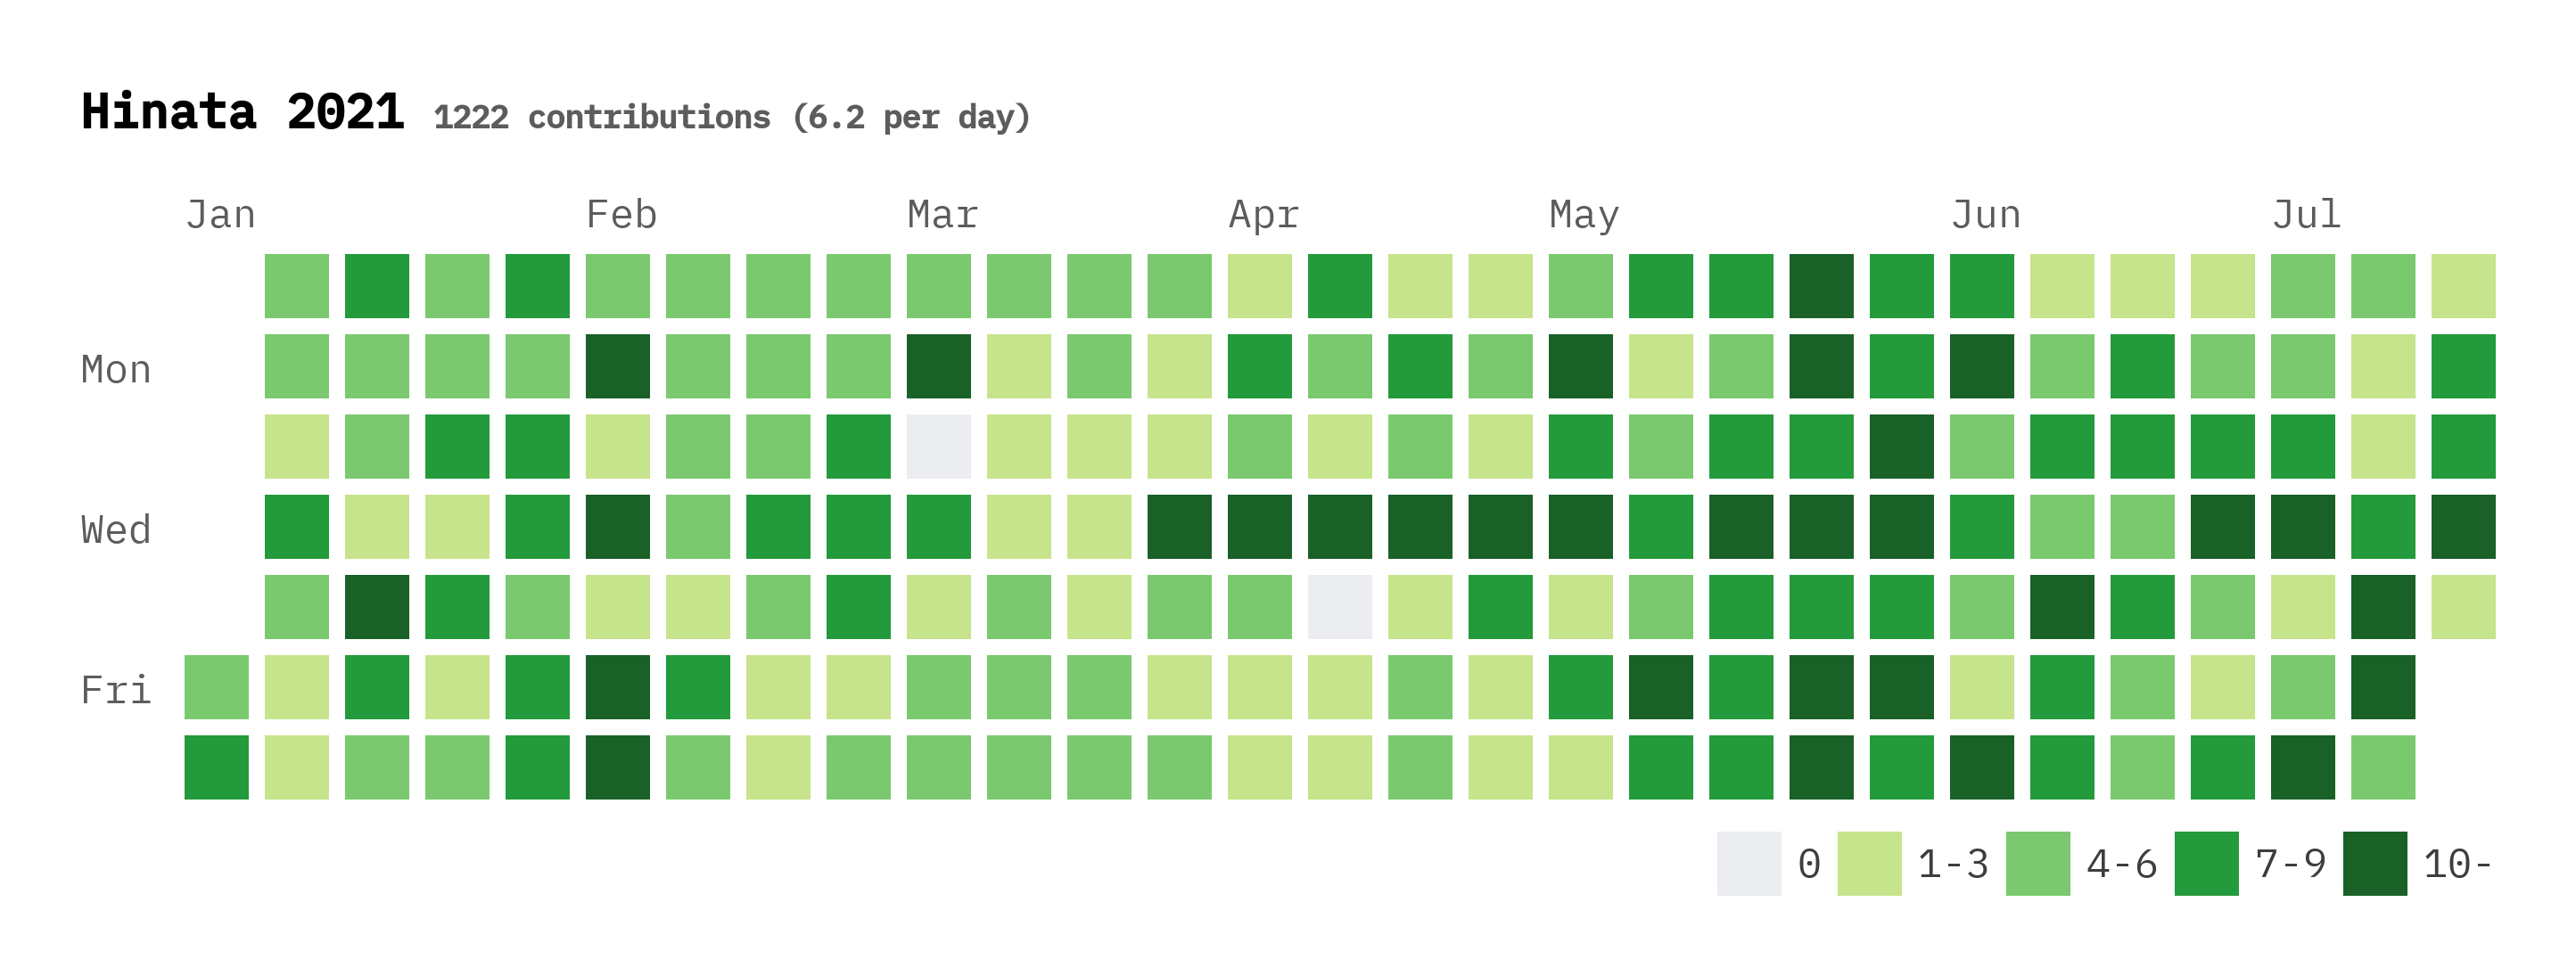 Hinata 2021 1222 contributions (6.2 per day)
Jan Feb Mar Apr May Jun Jul
Mon
Wed
Fri
0 1-3 4-6 7-9 10-